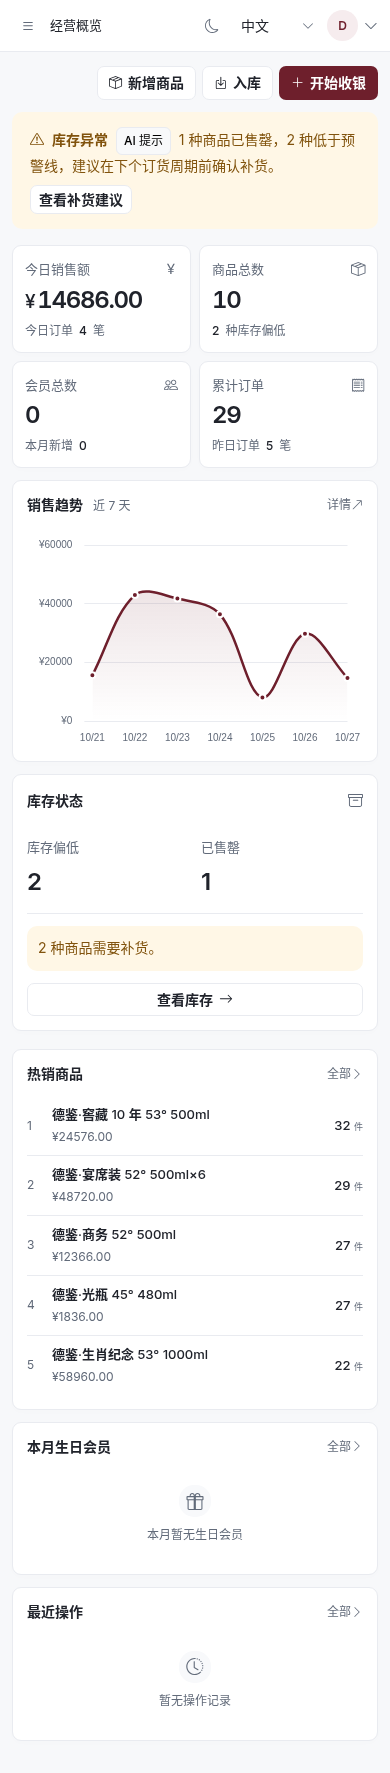 经营概览
中文
D
新增商品
入库
开始收银
库存异常 AI 提示 1 种商品已售罄，2 种低于预
警线，建议在下个订货周期前确认补货。
查看补货建议
今日销售额 ¥
¥14686.00
今日订单 4 笔
商品总数
10
2 种库存偏低
会员总数
0
本月新增 0
累计订单
29
昨日订单 5 笔
销售趋势 近 7 天 详情
¥60000
¥40000
¥20000
¥0
10/21 10/22 10/23 10/24 10/25 10/26 10/27
库存状态
库存偏低 已售罄
2 1
2 种商品需要补货。
查看库存 →
热销商品 全部
1 德鉴·窖藏 10 年 53° 500ml
¥24576.00
32 件
2 德鉴·宴席装 52° 500ml×6
¥48720.00
29 件
3 德鉴·商务 52° 500ml
¥12366.00
27 件
4 德鉴·光瓶 45° 480ml
¥1836.00
27 件
5 德鉴·生肖纪念 53° 1000ml
¥58960.00
22 件
本月生日会员 全部
本月暂无生日会员
最近操作 全部
暂无操作记录